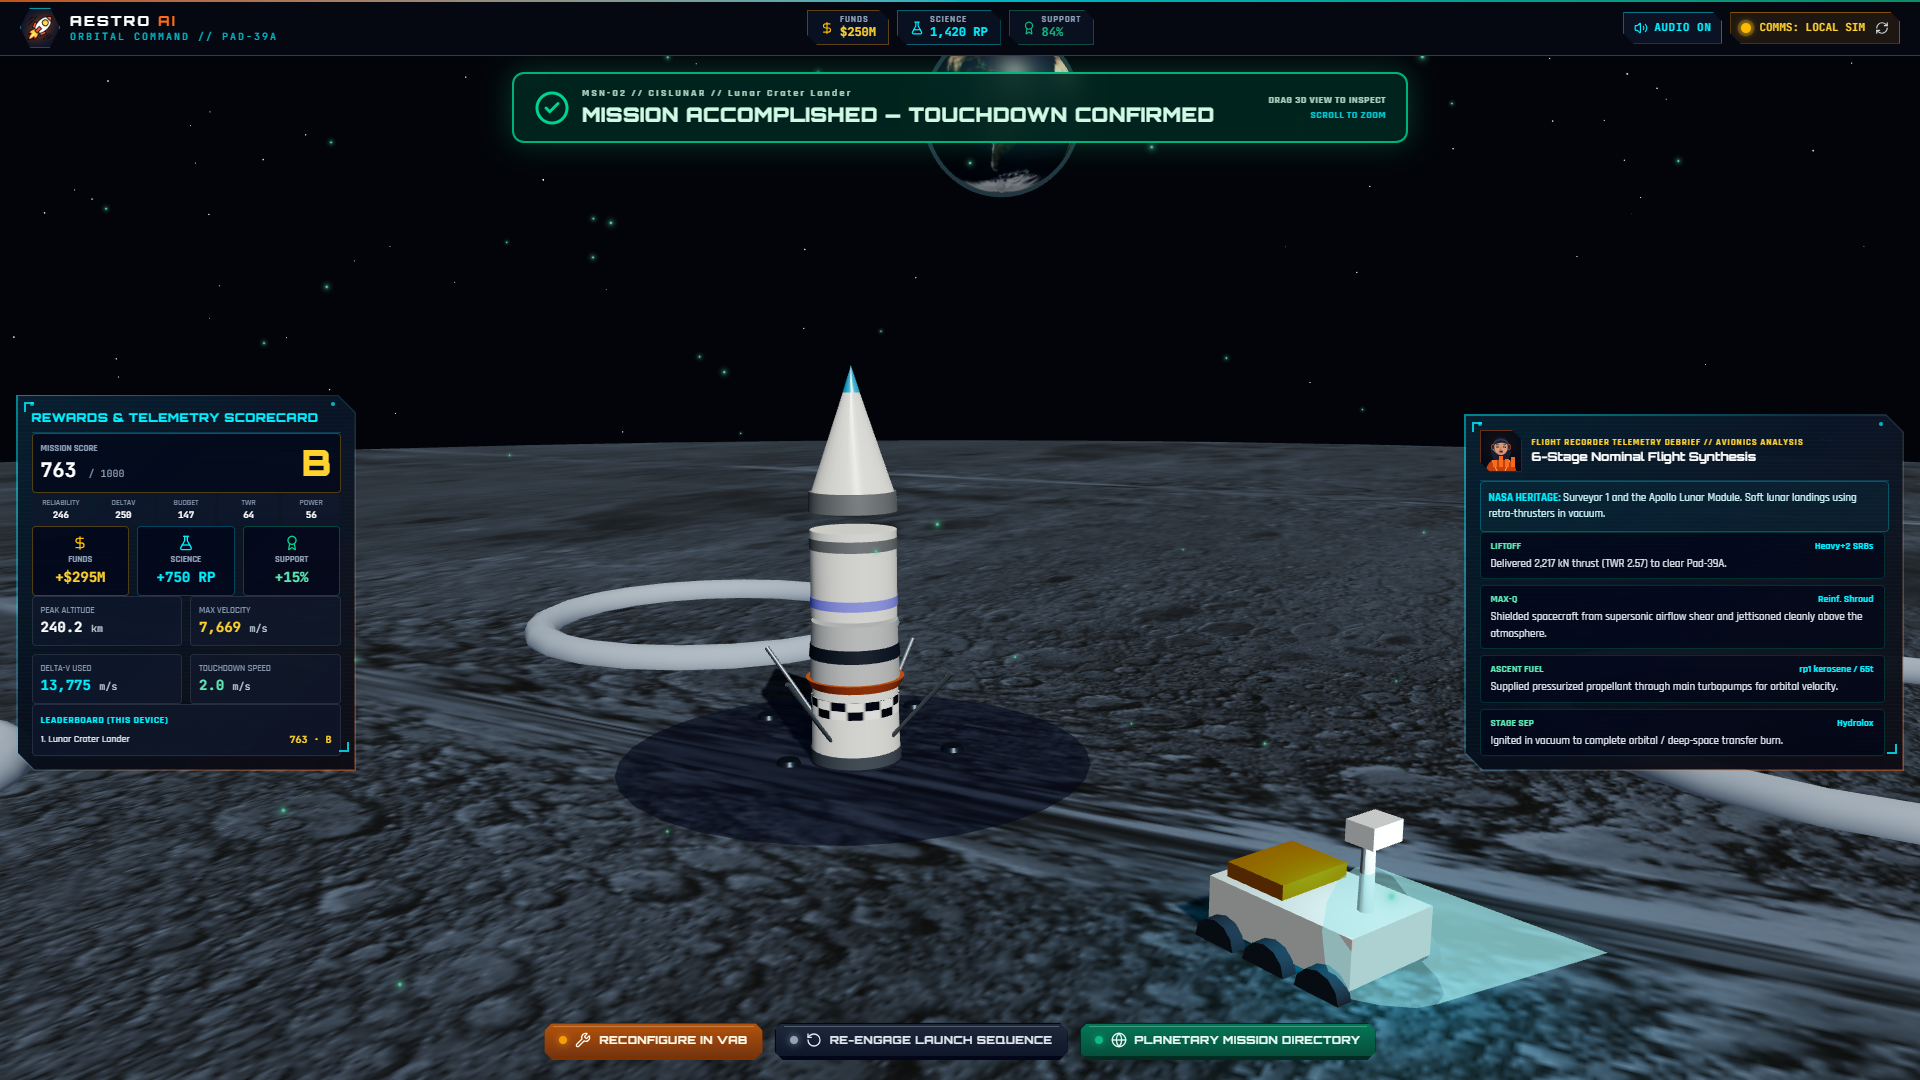 AESTRO AI
ORBITAL COMMAND // PAD-39A
FUNDS
$250M
SCIENCE
1,420 RP
SUPPORT
84%
AUDIO ON
COMMS: LOCAL SIM
MSN-02 // CISLUNAR // Lunar Crater Lander
MISSION ACCOMPLISHED — TOUCHDOWN CONFIRMED
DRAG 3D VIEW TO INSPECT
SCROLL TO ZOOM
REWARDS & TELEMETRY SCORECARD
MISSION SCORE
763 / 1000
B
RELIABILITY DELTAV BUDGET TWR POWER
246 250 147 64 56
FUNDS
+$295M
SCIENCE
+750 RP
SUPPORT
+15%
PEAK ALTITUDE
240.2 km
MAX VELOCITY
7,669 m/s
DELTA-V USED
13,775 m/s
TOUCHDOWN SPEED
2.0 m/s
LEADERBOARD (THIS DEVICE)
1. Lunar Crater Lander 763 · B
FLIGHT RECORDER TELEMETRY DEBRIEF // AVIONICS ANALYSIS
6-Stage Nominal Flight Synthesis
NASA HERITAGE: Surveyor 1 and the Apollo Lunar Module. Soft lunar landings using
retro-thrusters in vacuum.
LIFTOFF Heavy+2 SRBs
Delivered 2,217 kN thrust (TWR 2.57) to clear Pad-39A.
MAX-Q Reinf. Shroud
Shielded spacecraft from supersonic airflow shear and jettisoned cleanly above the
atmosphere.
ASCENT FUEL rp1 kerosene / 65t
Supplied pressurized propellant through main turbopumps for orbital velocity.
STAGE SEP Hydrolox
Ignited in vacuum to complete orbital / deep-space transfer burn.
RECONFIGURE IN VAB
RE-ENGAGE LAUNCH SEQUENCE
PLANETARY MISSION DIRECTORY